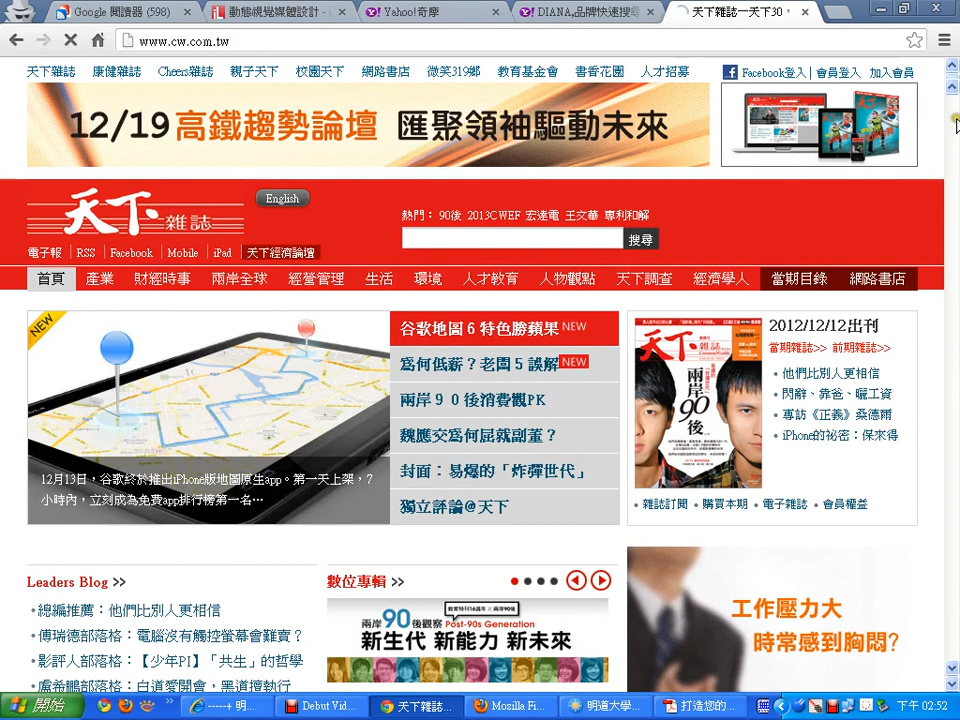 Google 閱讀器 (598)
動態視覺媒體設計 -
Yahoo!奇摩
DIANA,品牌快速搜尋
天下雜誌─天下30，
www.cw.com.tw
天下雜誌 康健雜誌 Cheers雜誌 親子天下 校園天下 網路書店 微笑319鄉 教育基金會 書香花園 人才招募
Facebook登入 | 會員登入 加入會員
12/19 高鐵趨勢論壇 匯聚領袖驅動未來
天下雜誌
English
熱門： 90後 2013CWEF 宏達電 王文華 專利和解
搜尋
電子報 | RSS | Facebook | Mobile | iPad | 天下經濟論壇
首頁 產業 財經時事 兩岸全球 經營管理 生活 環境 人才教育 人物觀點 天下調查 經濟學人 當期目錄 網路書店
NEW
12月13日，谷歌終於推出iPhone版地圖原生app。第一天上架，7
小時內，立刻成為免費app排行榜第一名…
谷歌地圖 6 特色勝蘋果 NEW
為何低薪？老闆 5 誤解 NEW
兩岸９０後消費觀PK
魏應交為何屈就副董？
封面：易爆的「炸彈世代」
獨立評論@天下
天下雜誌
兩岸90後
2012/12/12出刊
當期雜誌>> 前期雜誌>>
• 他們比別人更相信
• 閃辭、靠爸、曬工資
• 專訪《正義》桑德爾
• iPhone的祕密：保來得
• 雜誌訂閱 • 購買本期 • 電子雜誌 • 會員權益
Leaders Blog >>
•總編推薦：他們比別人更相信
•傅瑞德部落格：電腦沒有觸控螢幕會難賣？
•影評人部落格：【少年PI】「共生」的哲學
•盧希鵬部落格：白道愛開會，黑道擅執行
數位專輯 >>
兩岸90後觀察 Post-90s Generation
新生代 新能力 新未來
工作壓力大
時常感到胸悶?
開始
-----+ 明...
Debut Vid...
天下雜誌...
Mozilla Fi...
明道大學...
打造您的...
下午 02:52